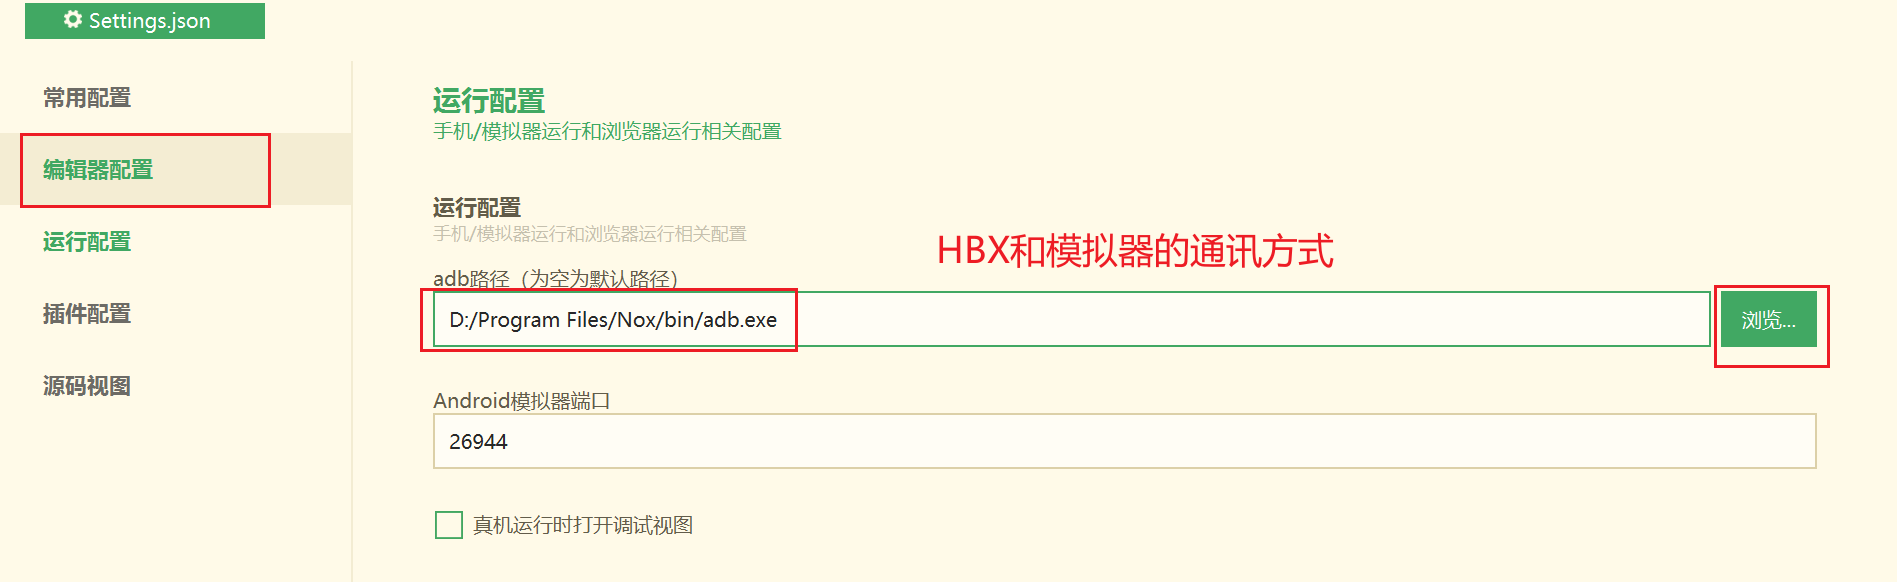 Settings.json
常用配置
编辑器配置
运行配置
插件配置
源码视图
运行配置
手机/模拟器运行和浏览器运行相关配置
运行配置
手机/模拟器运行和浏览器运行相关配置
HBX和模拟器的通讯方式
adb路径（为空为默认路径）
D:/Program Files/Nox/bin/adb.exe
浏览...
Android模拟器端口
26944
真机运行时打开调试视图